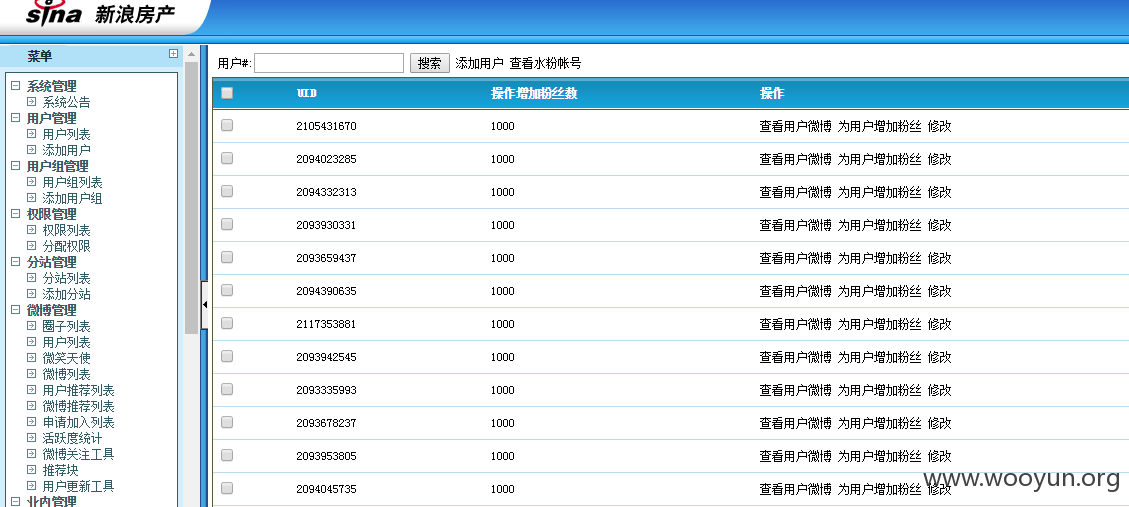 sına 新浪房产
菜单
系统管理
系统公告
用户管理
用户列表
添加用户
用户组管理
用户组列表
添加用户组
权限管理
权限列表
分配权限
分站管理
分站列表
添加分站
微博管理
圈子列表
用户列表
微笑天使
微博列表
用户推荐列表
微博推荐列表
申请加入列表
活跃度统计
微博关注工具
推荐块
用户更新工具
业内管理
用户#: 搜索 添加用户 查看水粉帐号
UID 操作增加粉丝数 操作
2105431670 1000 查看用户微博 为用户增加粉丝 修改
2094023285 1000 查看用户微博 为用户增加粉丝 修改
2094332313 1000 查看用户微博 为用户增加粉丝 修改
2093930331 1000 查看用户微博 为用户增加粉丝 修改
2093659437 1000 查看用户微博 为用户增加粉丝 修改
2094390635 1000 查看用户微博 为用户增加粉丝 修改
2117353881 1000 查看用户微博 为用户增加粉丝 修改
2093942545 1000 查看用户微博 为用户增加粉丝 修改
2093335993 1000 查看用户微博 为用户增加粉丝 修改
2093678237 1000 查看用户微博 为用户增加粉丝 修改
2093953805 1000 查看用户微博 为用户增加粉丝 修改
2094045735 1000 查看用户微博 为用户增加粉丝 修改
www.wooyun.org